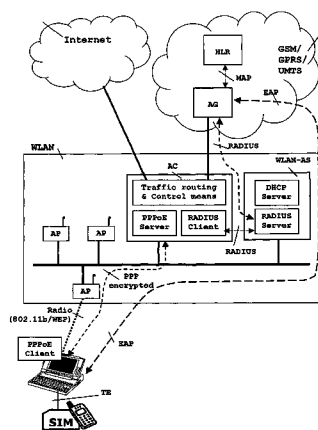 Internet
HLR
GSM/
GPRS/
UMTS
MAP
EAP
AG
RADIUS
WLAN
WLAN-AS
AC
Traffic routing
& Control means
DHCP
Server
PPPoE
Server
RADIUS
Client
RADIUS
Server
AP
AP
RADIUS
PPP
encrypted
AP
Radio
(802.11b/WEP)
PPPoE
Client
EAP
TE
SIM